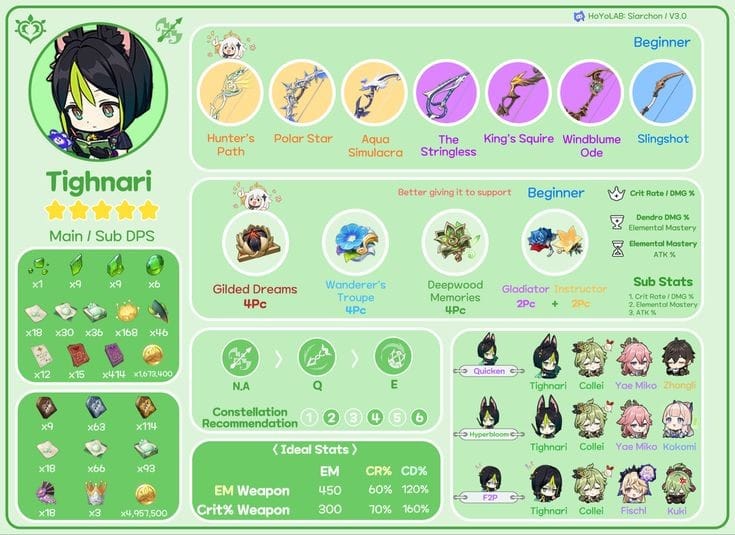 HoYoLAB: Siarchon / V3.0
Tighnari
Main / Sub DPS
Beginner
Hunter's Path
Polar Star
Aqua Simulacra
The Stringless
King's Squire
Windblume Ode
Slingshot
Better giving it to support
Beginner
Gilded Dreams
4Pc
Wanderer's Troupe
4Pc
Deepwood Memories
4Pc
Gladiator
2Pc
+
Instructor
2Pc
Crit Rate / DMG %
Dendro DMG %
Elemental Mastery
Elemental Mastery
ATK %
Sub Stats
1. Crit Rate / DMG %
2. Elemental Mastery
3. ATK %
x1
x9
x9
x6
x18
x30
x36
x168
x46
x12
x15
x414
x1,673,400
x9
x63
x114
x18
x66
x93
x18
x3
x4,957,500
N.A
Q
E
Constellation Recommendation
1 2 3 4 5 6
< Ideal Stats >
EM CR% CD%
EM Weapon 450 60% 120%
Crit% Weapon 300 70% 160%
Quicken
Tighnari Collei Yae Miko Zhongli
Hyperbloom
Tighnari Collei Yae Miko Kokomi
F2P
Tighnari Collei Fischl Kuki